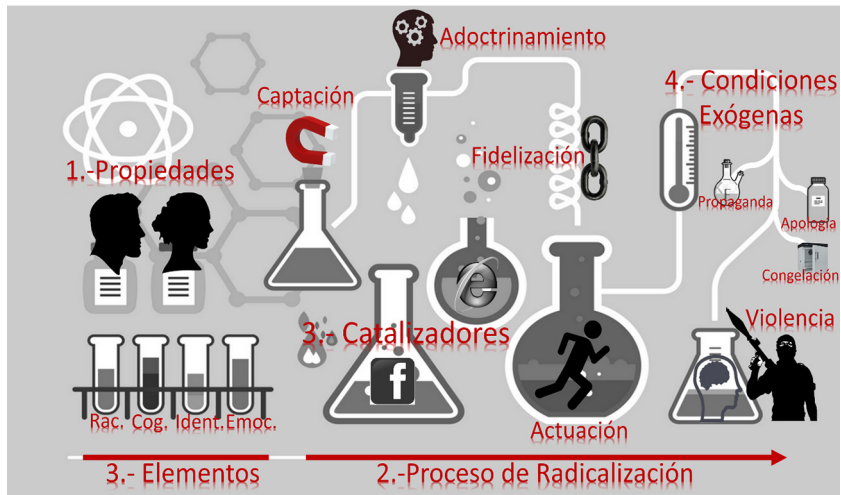 Adoctrinamiento
Captación
4.- Condiciones
Exógenas
Fidelización
1.-Propiedades
Propaganda
Apología
Congelación
3.- Catalizadores
Violencia
Rac. Cog. Ident. Emoc.
Actuación
3.- Elementos
2.-Proceso de Radicalización